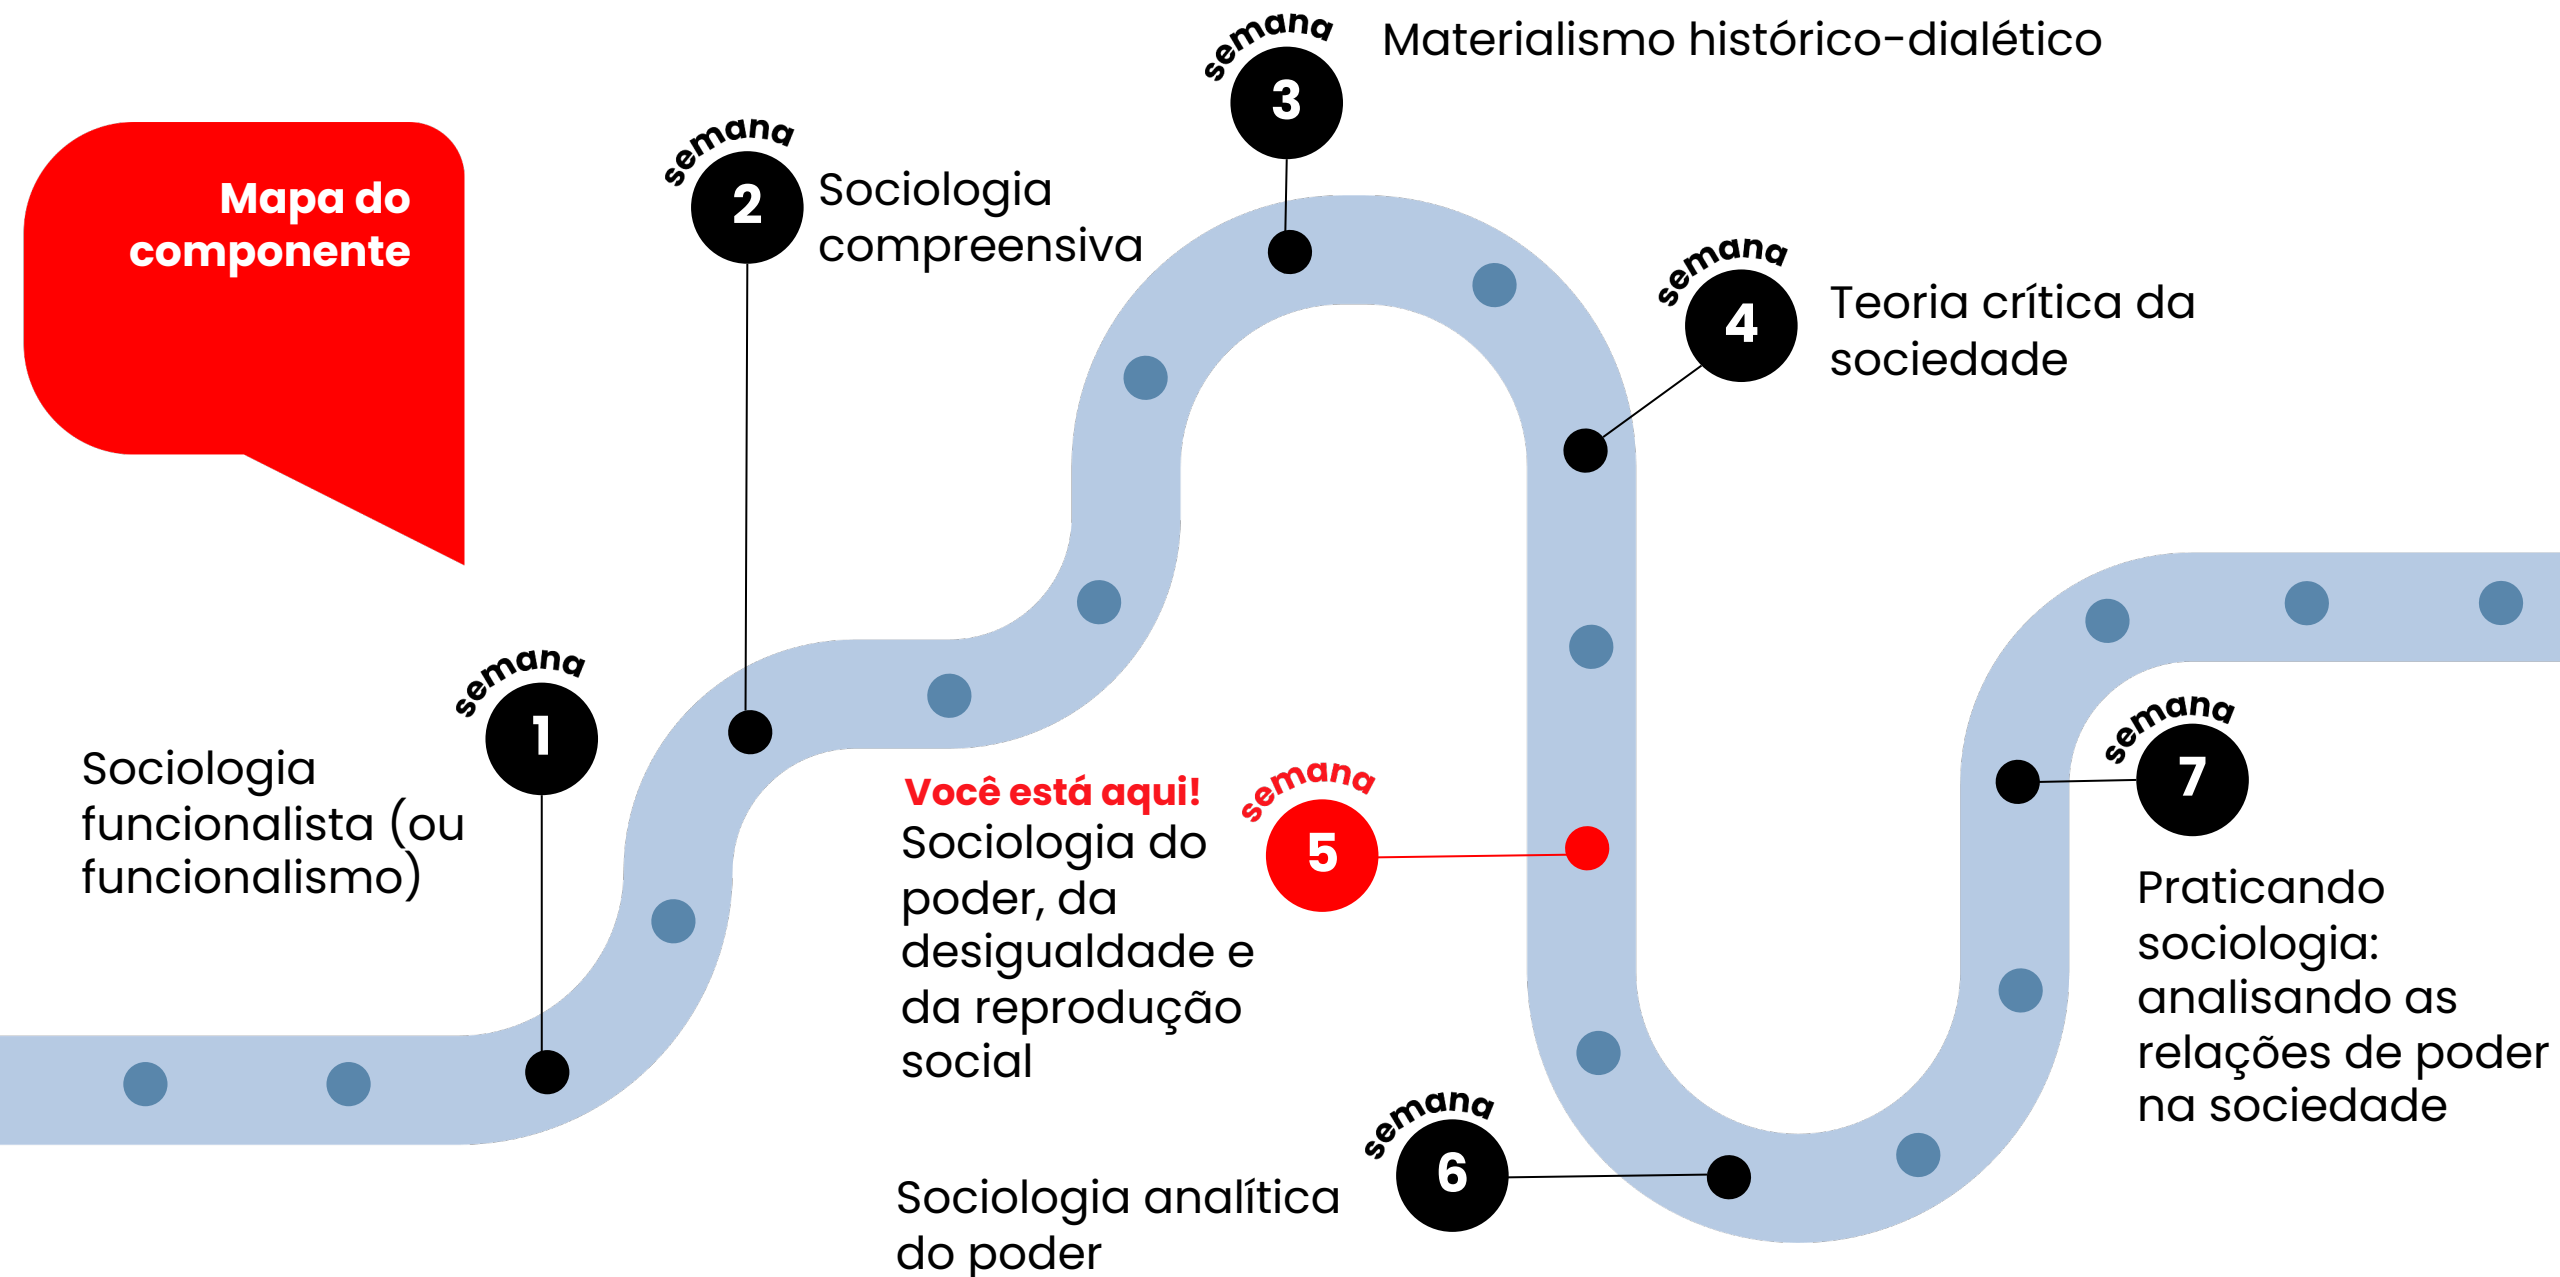 Mapa do
componente
semana
1
Sociologia
funcionalista (ou
funcionalismo)
semana
2
Sociologia
compreensiva
semana
3
Materialismo histórico-dialético
semana
4
Teoria crítica da
sociedade
semana
5
Você está aqui!
Sociologia do
poder, da
desigualdade e
da reprodução
social
semana
6
Sociologia analítica
do poder
semana
7
Praticando
sociologia:
analisando as
relações de poder
na sociedade